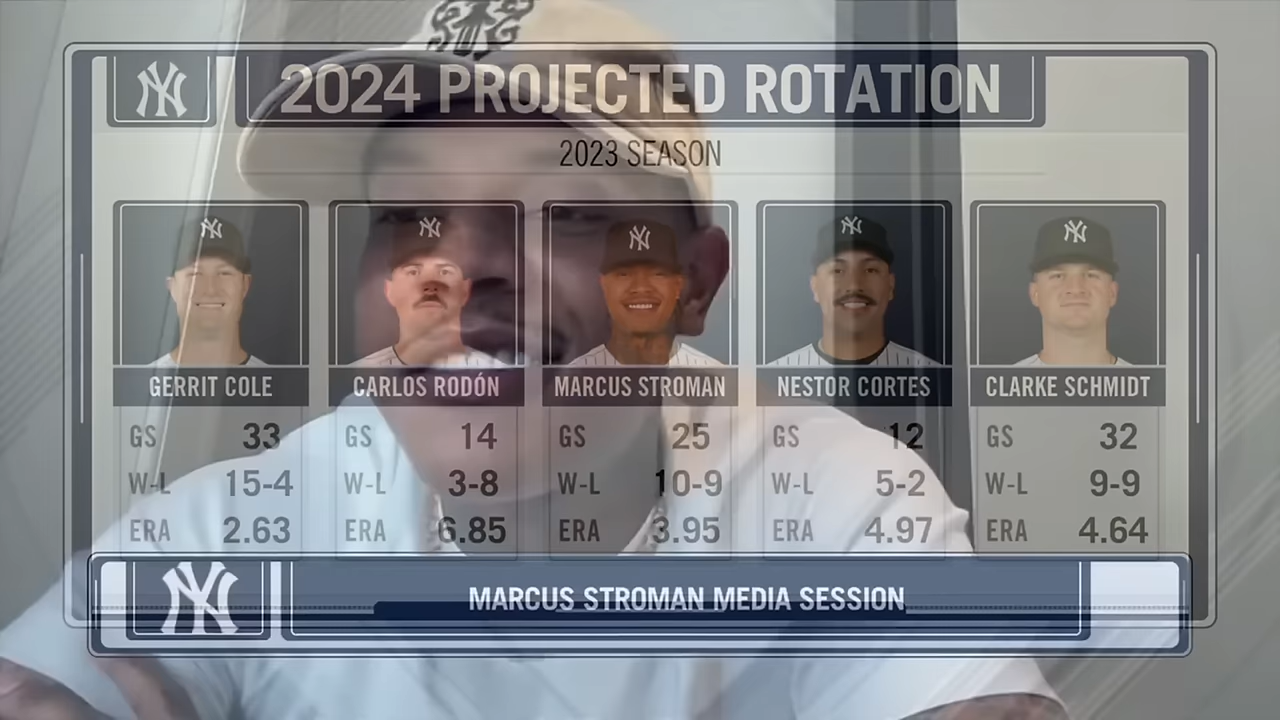 NY
2024 PROJECTED ROTATION
2023 SEASON
NY NY NY NY NY
GERRIT COLE CARLOS RODÓN MARCUS STROMAN NESTOR CORTES CLARKE SCHMIDT
GS 33 GS 14 GS 25 GS 12 GS 32
W-L 15-4 W-L 3-8 W-L 10-9 W-L 5-2 W-L 9-9
ERA 2.63 ERA 6.85 ERA 3.95 ERA 4.97 ERA 4.64
NY MARCUS STROMAN MEDIA SESSION